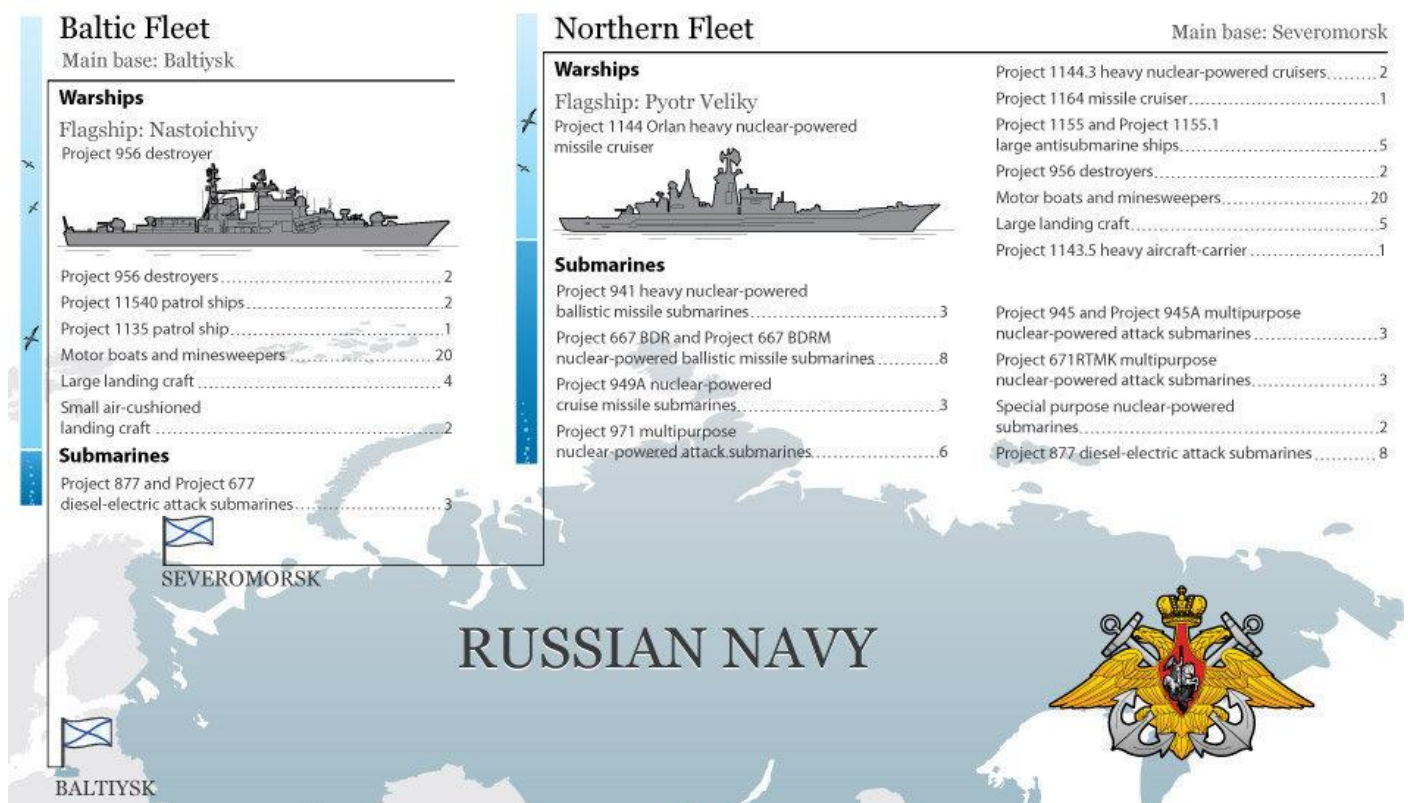 Baltic Fleet
Main base: Baltiysk
Warships
Flagship: Nastoichivy
Project 956 destroyer
Project 956 destroyers 2
Project 11540 patrol ships 2
Project 1135 patrol ship 1
Motor boats and minesweepers 20
Large landing craft 4
Small air-cushioned
landing craft 2
Submarines
Project 877 and Project 677
diesel-electric attack submarines 3
Northern Fleet
Main base: Severomorsk
Warships
Flagship: Pyotr Veliky
Project 1144 Orlan heavy nuclear-powered
missile cruiser
Project 1144.3 heavy nuclear-powered cruisers 2
Project 1164 missile cruiser 1
Project 1155 and Project 1155.1
large antisubmarine ships 5
Project 956 destroyers 2
Motor boats and minesweepers 20
Large landing craft 5
Project 1143.5 heavy aircraft-carrier 1
Submarines
Project 941 heavy nuclear-powered
ballistic missile submarines 3
Project 667 BDR and Project 667 BDRM
nuclear-powered ballistic missile submarines 8
Project 949A nuclear-powered
cruise missile submarines 3
Project 971 multipurpose
nuclear-powered attack submarines 6
Project 945 and Project 945A multipurpose
nuclear-powered attack submarines 3
Project 671RTMK multipurpose
nuclear-powered attack submarines 3
Special purpose nuclear-powered
submarines 2
Project 877 diesel-electric attack submarines 8
SEVEROMORSK
RUSSIAN NAVY
BALTIYSK